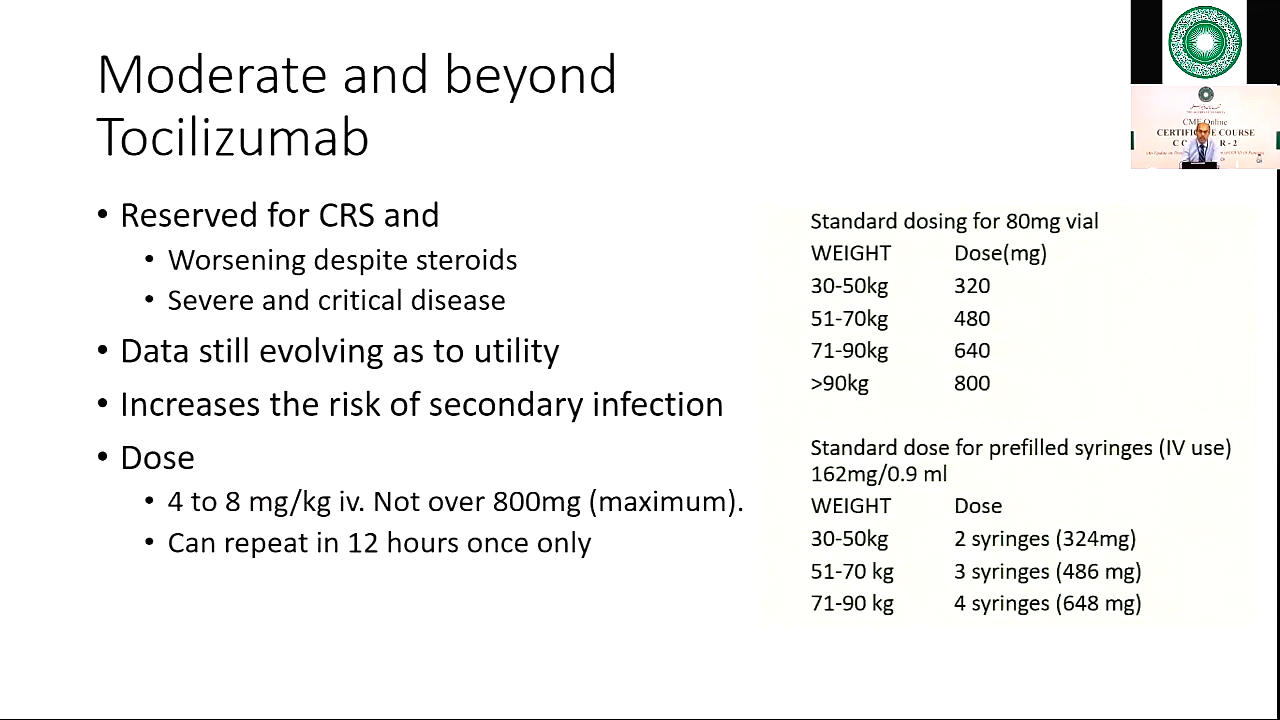 Moderate and beyond
Tocilizumab
• Reserved for CRS and
• Worsening despite steroids
• Severe and critical disease
• Data still evolving as to utility
• Increases the risk of secondary infection
• Dose
• 4 to 8 mg/kg iv. Not over 800mg (maximum).
• Can repeat in 12 hours once only
Standard dosing for 80mg vial
WEIGHT Dose(mg)
30-50kg 320
51-70kg 480
71-90kg 640
>90kg 800
Standard dose for prefilled syringes (IV use)
162mg/0.9 ml
WEIGHT Dose
30-50kg 2 syringes (324mg)
51-70 kg 3 syringes (486 mg)
71-90 kg 4 syringes (648 mg)
CME Online
COURSE